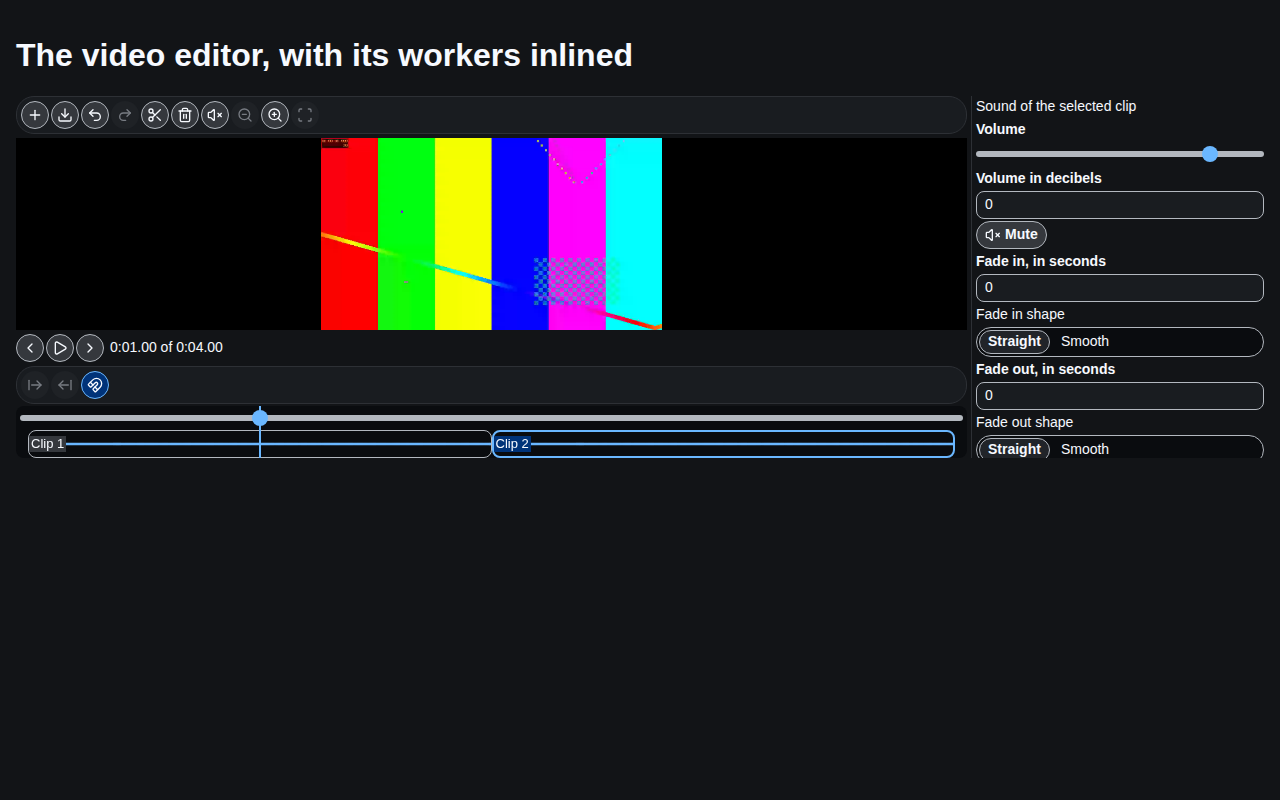 The video editor, with its workers inlined
Sound of the selected clip
Volume
Volume in decibels
0
Mute
Fade in, in seconds
0
Fade in shape
Straight Smooth
Fade out, in seconds
0
Fade out shape
Straight Smooth
0:01.00 of 0:04.00
Clip 1
Clip 2